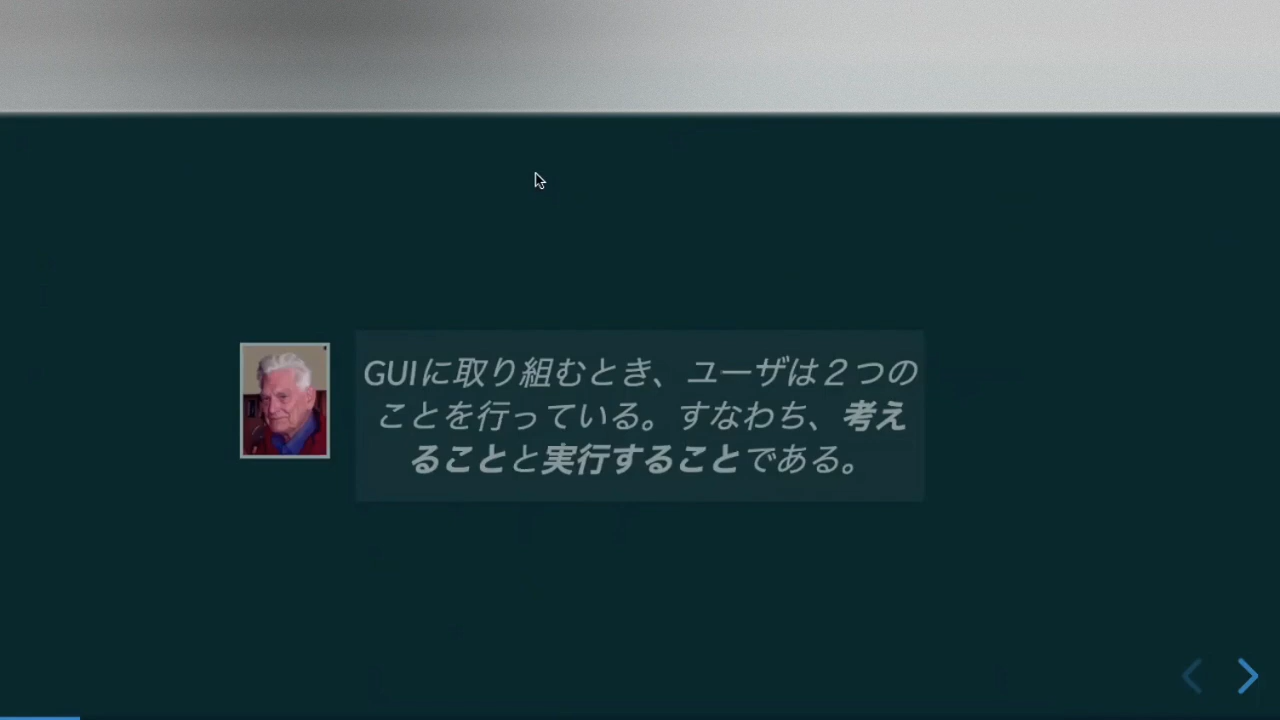 GUIに取り組むとき、ユーザは２つの
ことを行っている。すなわち、考え
ることと実行することである。